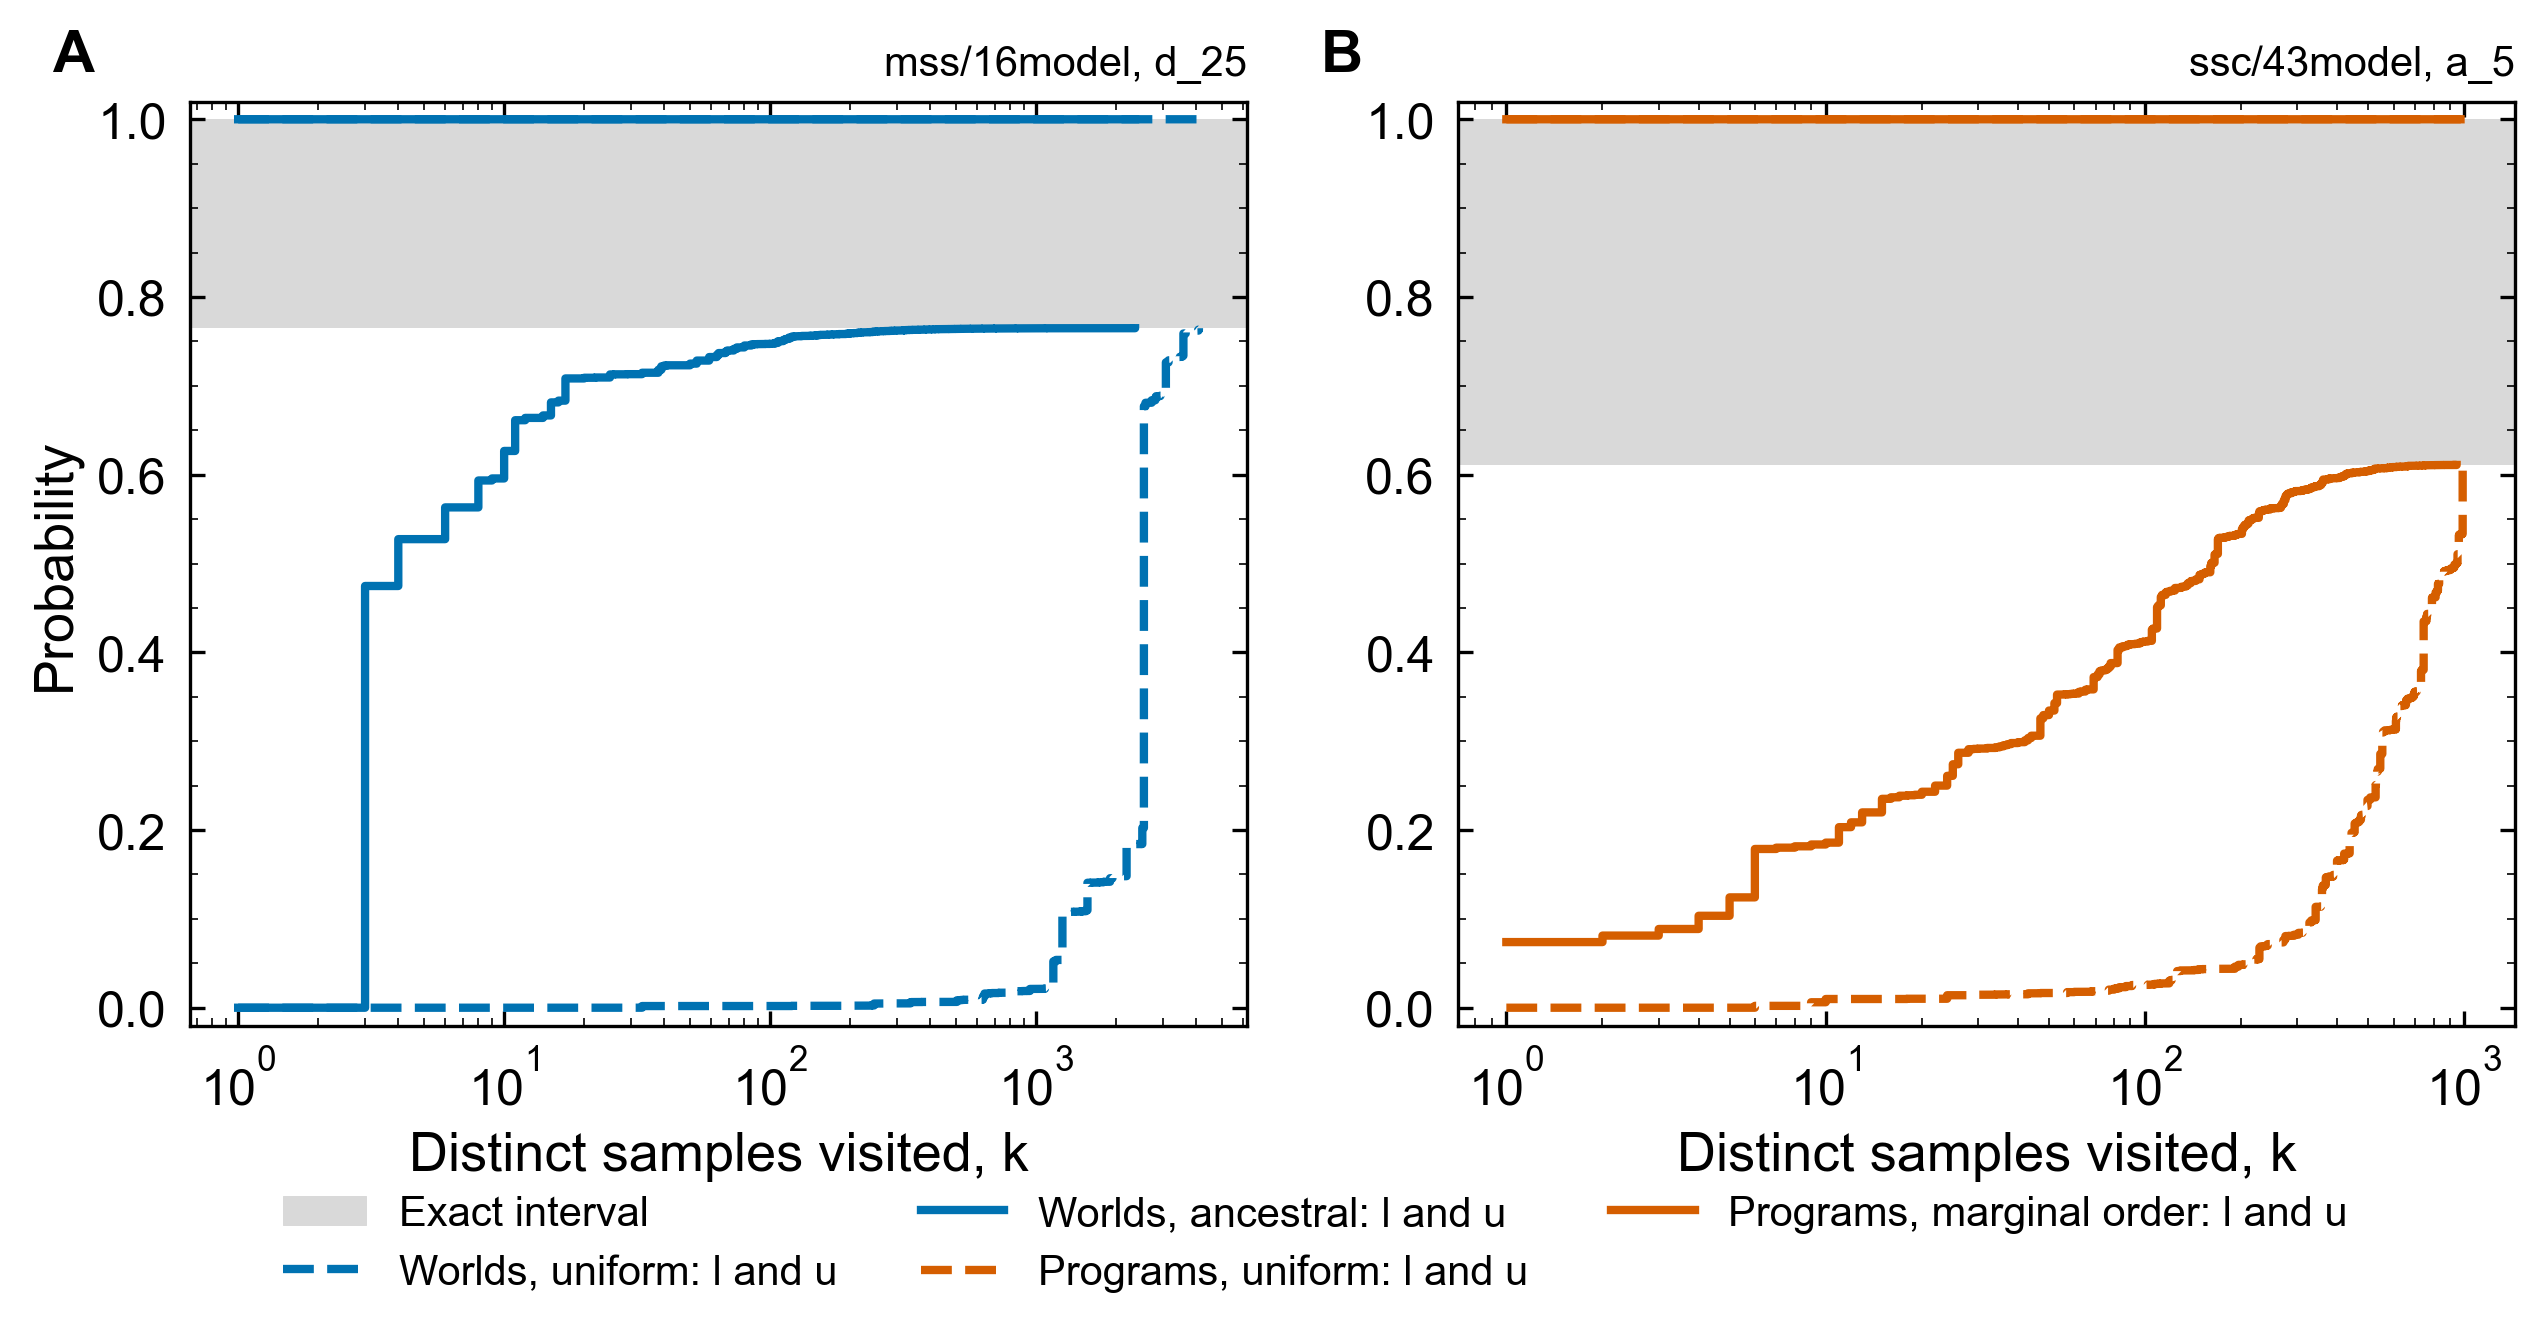 A
mss/16model, d_25
B
ssc/43model, a_5
Probability
1.0
0.8
0.6
0.4
0.2
0.0
10^0
10^1
10^2
10^3
Distinct samples visited, k
1.0
0.8
0.6
0.4
0.2
0.0
10^0
10^1
10^2
10^3
Distinct samples visited, k
Exact interval
Worlds, ancestral: l and u
Programs, marginal order: l and u
Worlds, uniform: l and u
Programs, uniform: l and u